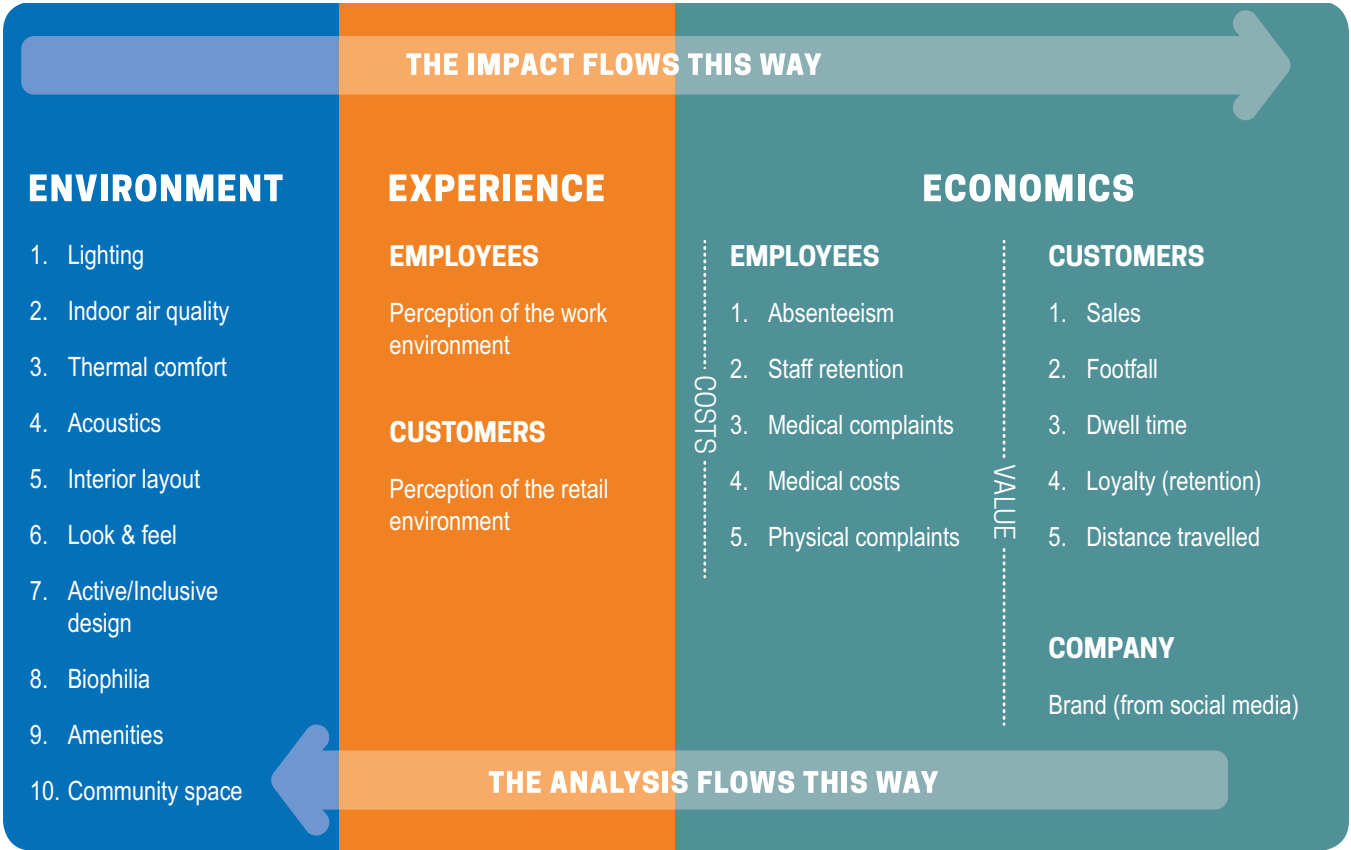 THE IMPACT FLOWS THIS WAY
ENVIRONMENT
1. Lighting
2. Indoor air quality
3. Thermal comfort
4. Acoustics
5. Interior layout
6. Look & feel
7. Active/Inclusive
design
8. Biophilia
9. Amenities
10. Community space
EXPERIENCE
EMPLOYEES
Perception of the work
environment
CUSTOMERS
Perception of the retail
environment
ECONOMICS
COSTS
EMPLOYEES
1. Absenteeism
2. Staff retention
3. Medical complaints
4. Medical costs
5. Physical complaints
VALUE
CUSTOMERS
1. Sales
2. Footfall
3. Dwell time
4. Loyalty (retention)
5. Distance travelled
COMPANY
Brand (from social media)
THE ANALYSIS FLOWS THIS WAY